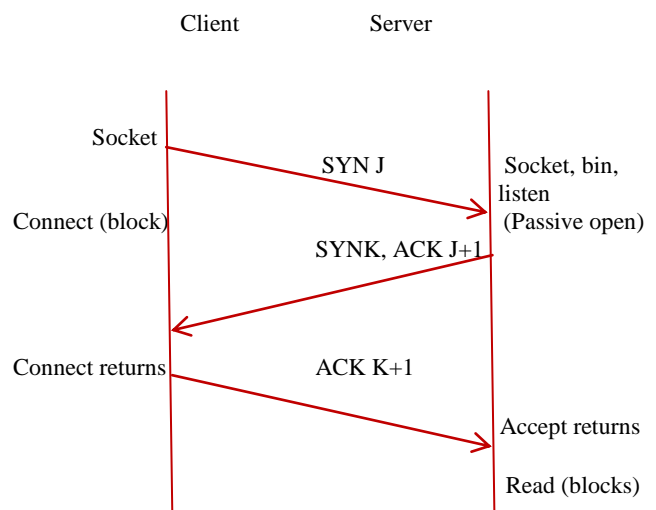 Client Server
Socket
SYN J
Socket, bin,
listen
(Passive open)
Connect (block)
SYNK, ACK J+1
Connect returns
ACK K+1
Accept returns
Read (blocks)